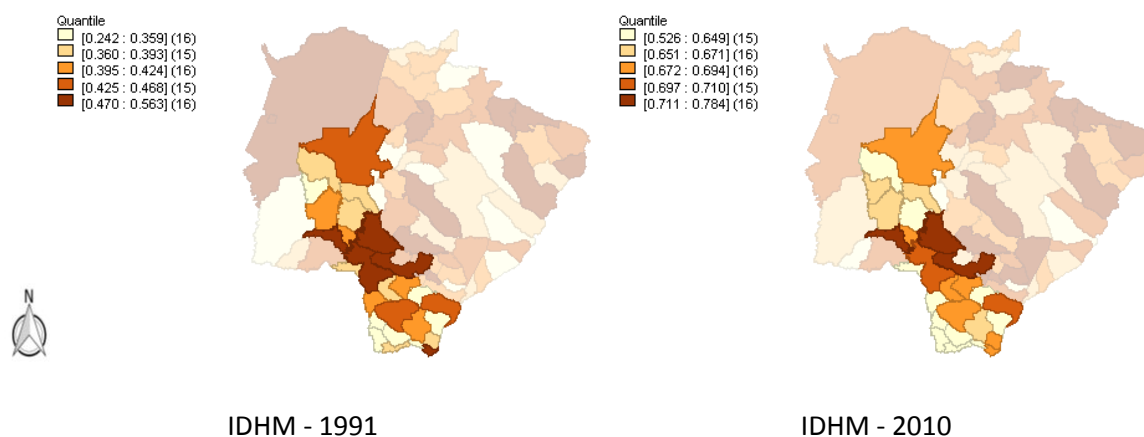 Quantile
[0.242 : 0.359] (16)
[0.360 : 0.393] (15)
[0.395 : 0.424] (16)
[0.425 : 0.468] (15)
[0.470 : 0.563] (16)
Quantile
[0.526 : 0.649] (15)
[0.651 : 0.671] (16)
[0.672 : 0.694] (16)
[0.697 : 0.710] (15)
[0.711 : 0.784] (16)
N
IDHM - 1991
IDHM - 2010